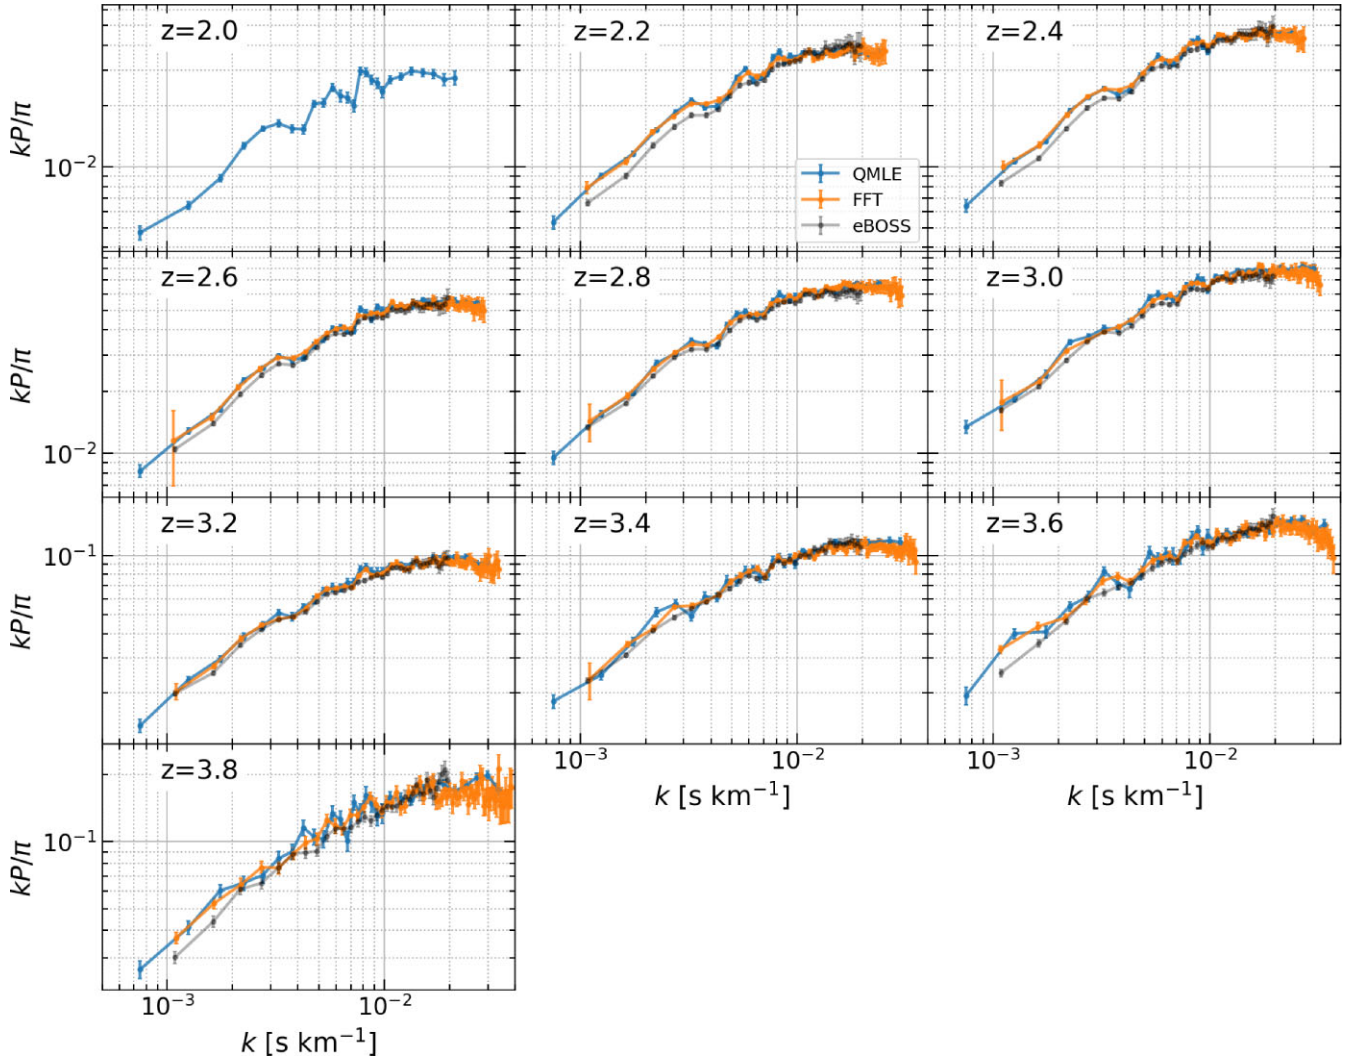 z=2.0
z=2.2
z=2.4
kP/π
10⁻²
QMLE
FFT
eBOSS
z=2.6
z=2.8
z=3.0
kP/π
10⁻²
z=3.2
z=3.4
z=3.6
10⁻¹
kP/π
10⁻³
10⁻²
10⁻³
10⁻²
k [s km⁻¹]
k [s km⁻¹]
z=3.8
10⁻¹
kP/π
10⁻³
10⁻²
k [s km⁻¹]